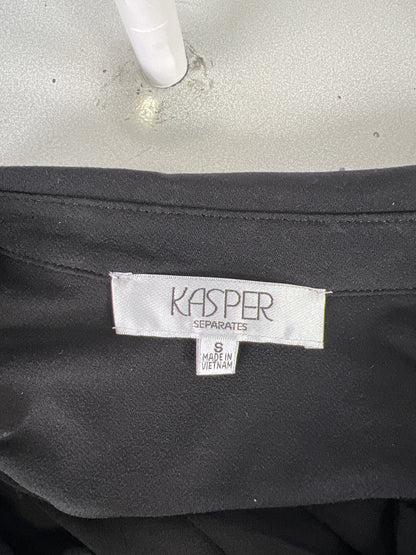 KASPER
SEPARATES
S
MADE IN
VIETNAM